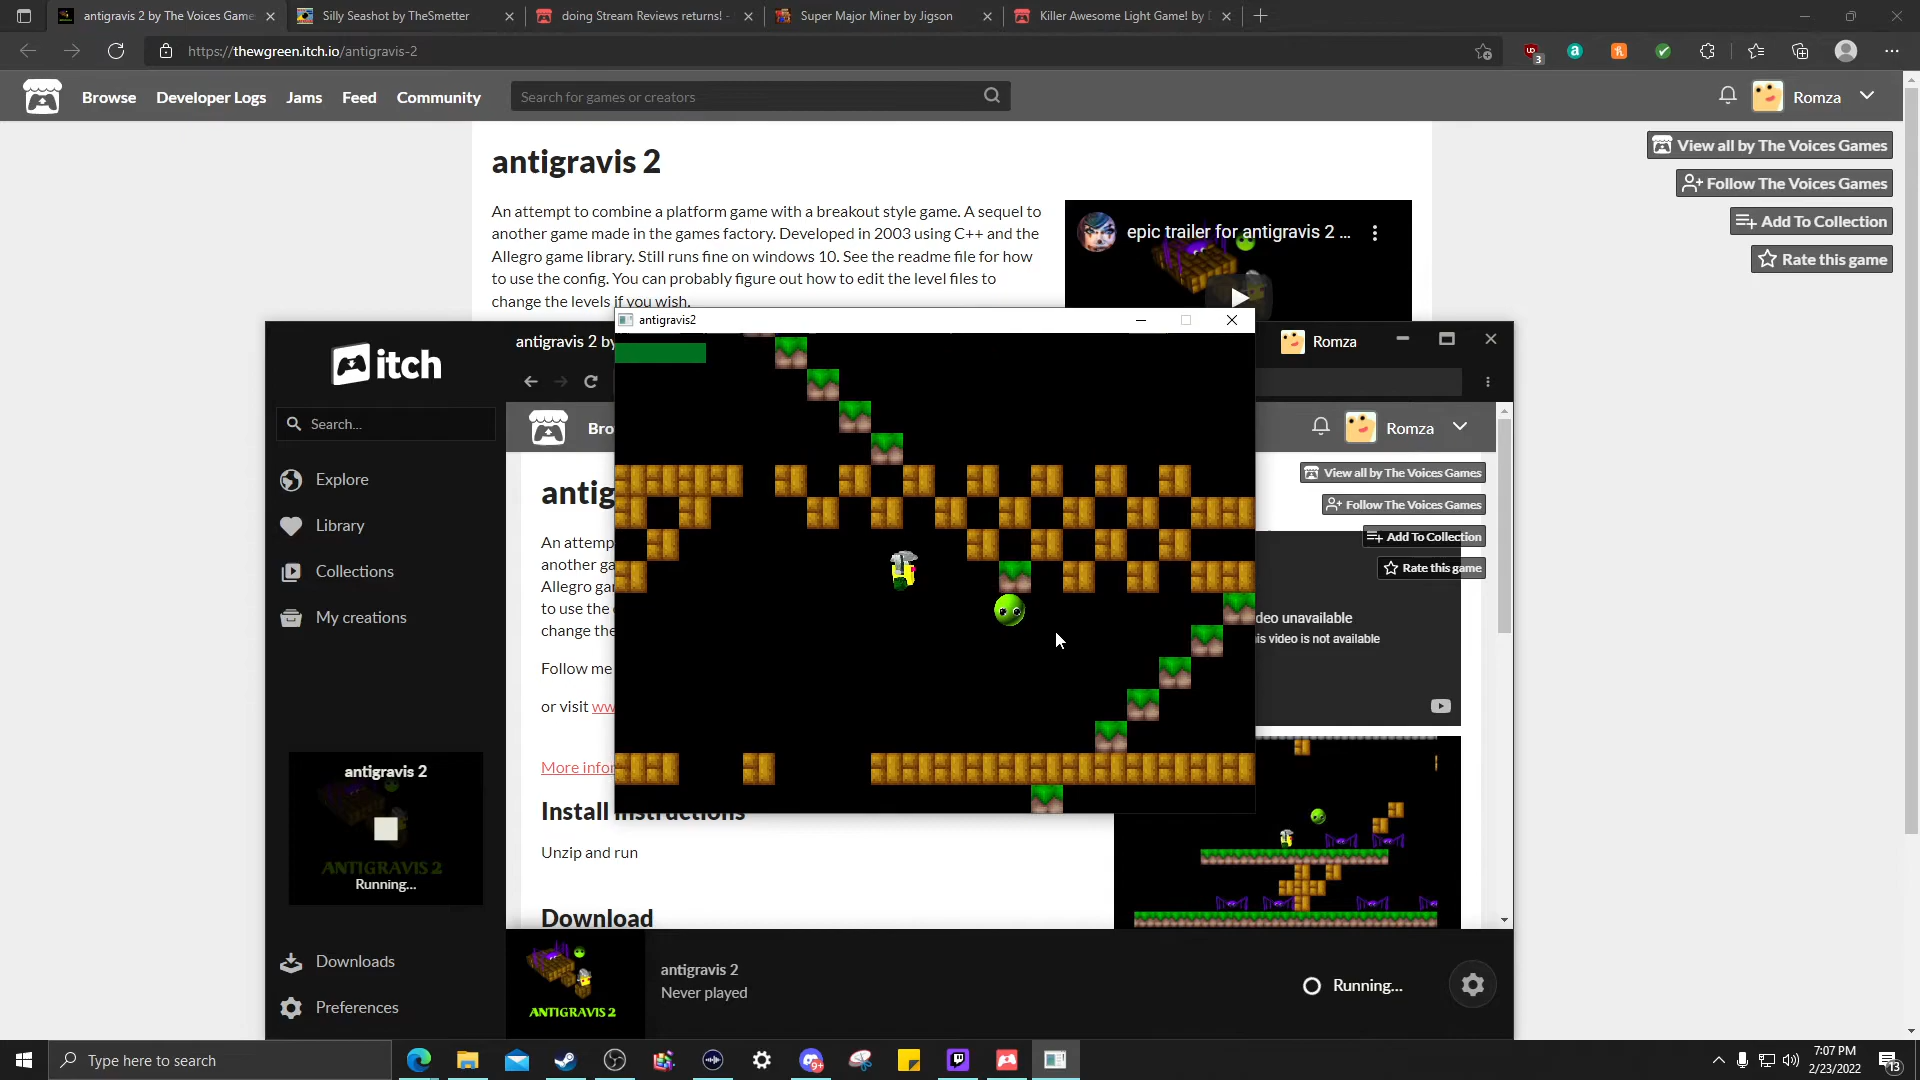 antigravis 2 by The Voices Game
Silly Seashot by TheSmetter
doing Stream Reviews returns! -
Super Major Miner by Jigson
Killer Awesome Light Game! by
https://thewgreen.itch.io/antigravis-2
3
Browse
Developer Logs
Jams
Feed
Community
Search for games or creators
Romza
antigravis 2
View all by The Voices Games
Follow The Voices Games
Add To Collection
Rate this game
An attempt to combine a platform game with a breakout style game. A sequel to
another game made in the games factory. Developed in 2003 using C++ and the
Allegro game library. Still runs fine on windows 10. See the readme file for how
to use the config. You can probably figure out how to edit the level files to
change the levels if you wish.
epic trailer for antigravis 2 ...
antigravis2
itch
antigravis 2 by
Romza
Search...
Bro
Romza
Explore
Library
Collections
My creations
antig
View all by The Voices Games
Follow The Voices Games
Add To Collection
Rate this game
An attemp
another ga
Allegro gar
to use the
change the
deo unavailable
is video is not available
Follow me
or visit ww
More infor
Install instructions
Unzip and run
Download
antigravis 2
ANTIGRAVIS 2
Running...
Downloads
Preferences
ANTIGRAVIS 2
antigravis 2
Never played
Running...
Type here to search
9+
7:07 PM
2/23/2022
13